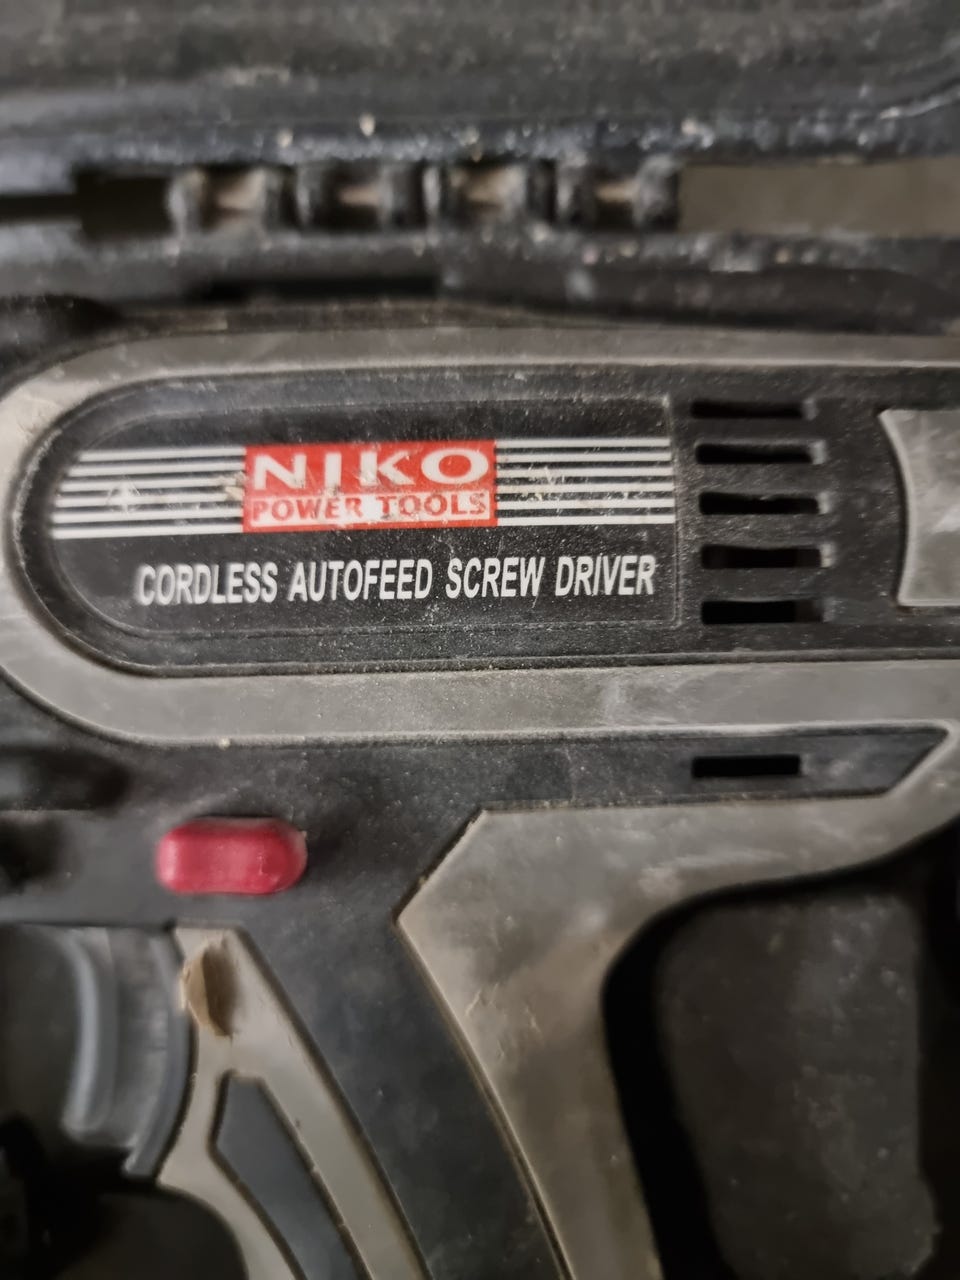 NIKO
POWER TOOLS
CORDLESS AUTOFEED SCREW DRIVER